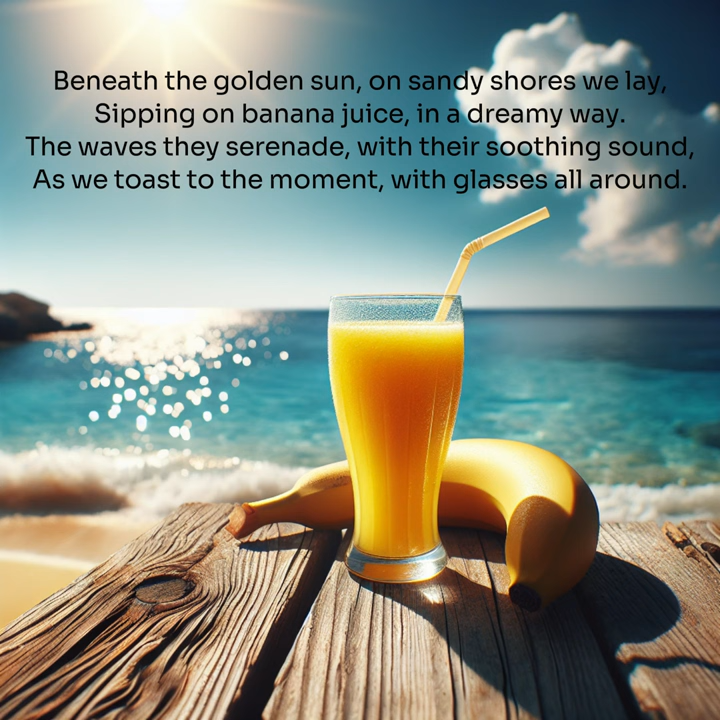 Beneath the golden sun, on sandy shores we lay,
Sipping on banana juice, in a dreamy way.
The waves they serenade, with their soothing sound,
As we toast to the moment, with glasses all around.